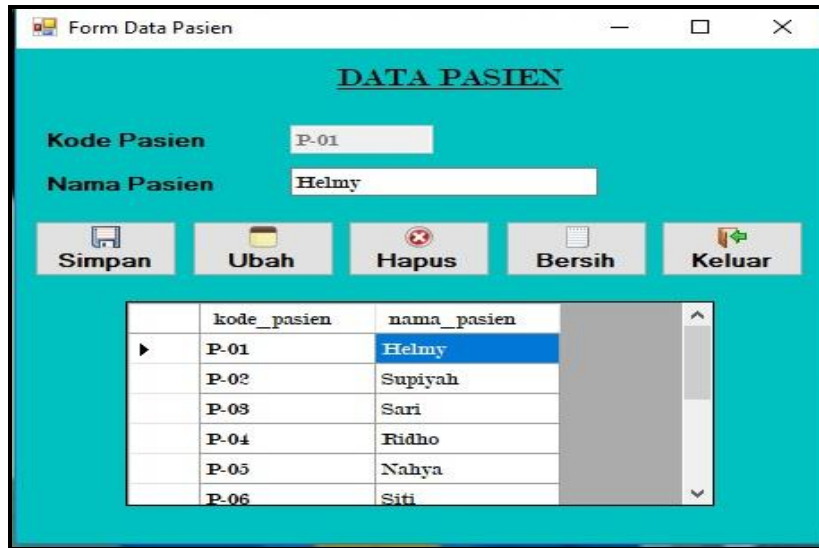 Form Data Pasien
DATA PASIEN
Kode Pasien P-01
Nama Pasien Helmy
Simpan Ubah Hapus Bersih Keluar
kode_pasien nama_pasien
P-01 Helmy
P-02 Supiyah
P-03 Sari
P-04 Ridho
P-05 Nahya
P-06 Siti